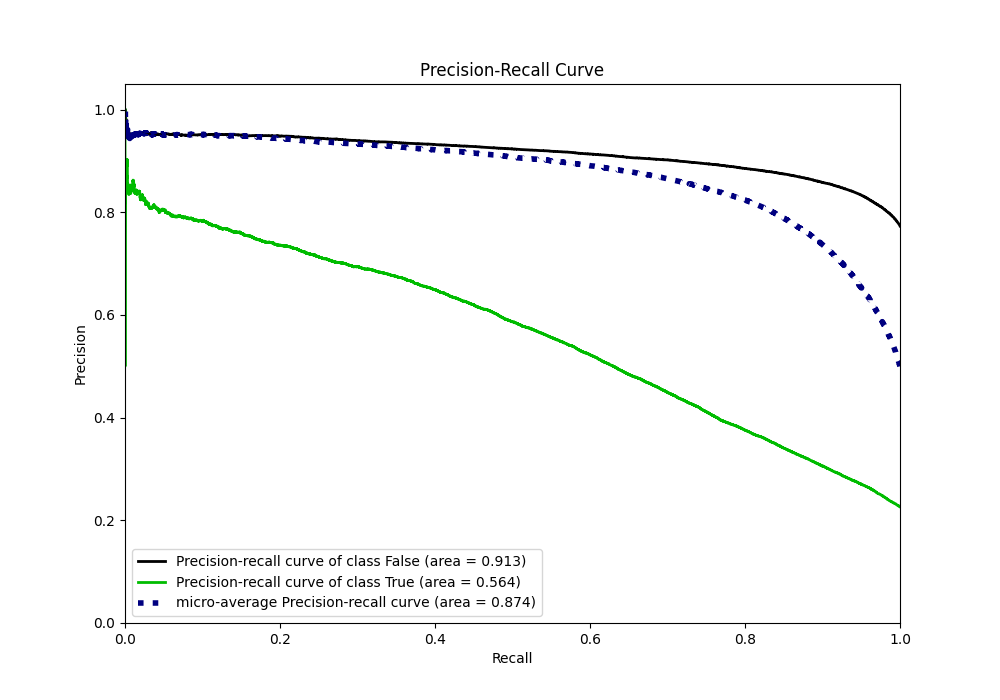 Precision-Recall Curve
1.0
0.8
0.6
0.4
0.2
0.0
Precision
Precision-recall curve of class False (area = 0.913)
Precision-recall curve of class True (area = 0.564)
micro-average Precision-recall curve (area = 0.874)
0.0 0.2 0.4 0.6 0.8 1.0
Recall